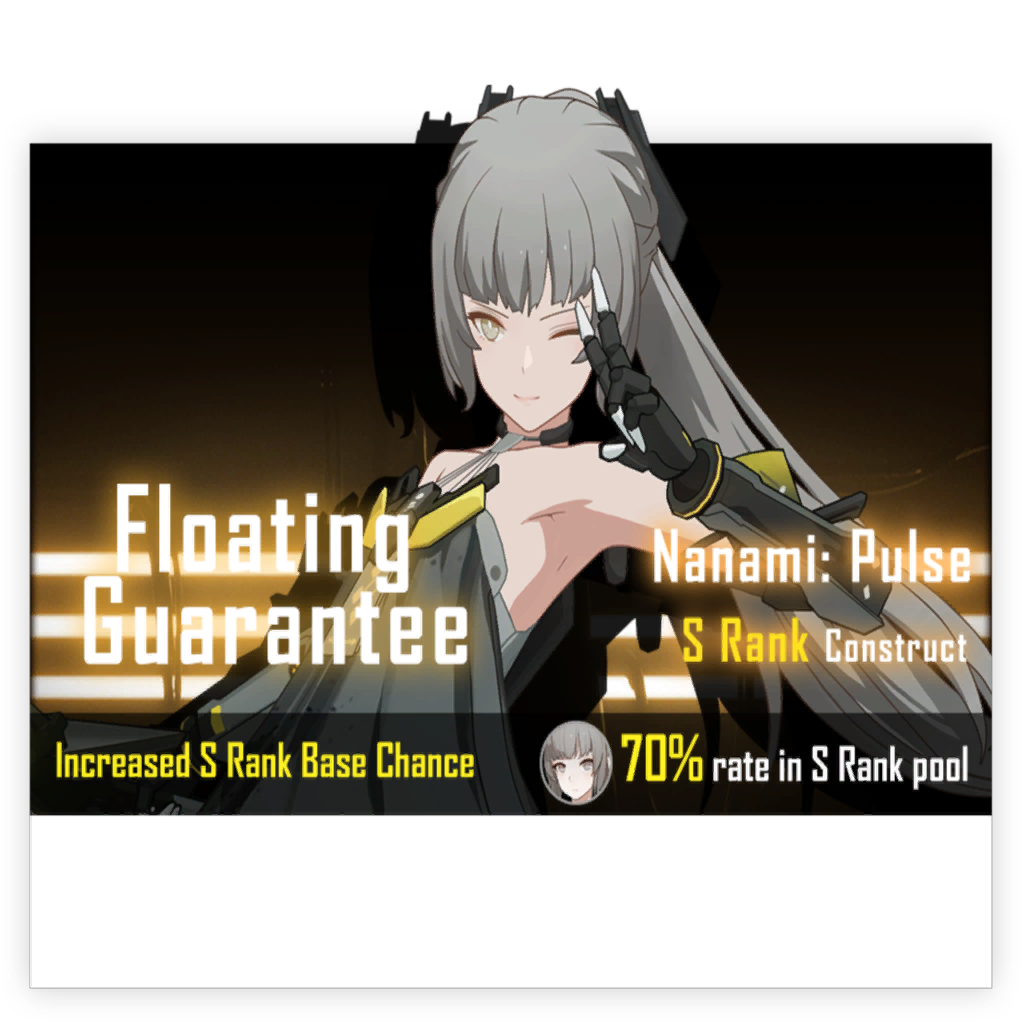 Floating
Guarantee
Nanami: Pulse
S Rank Construct
Increased S Rank Base Chance
70% rate in S Rank pool